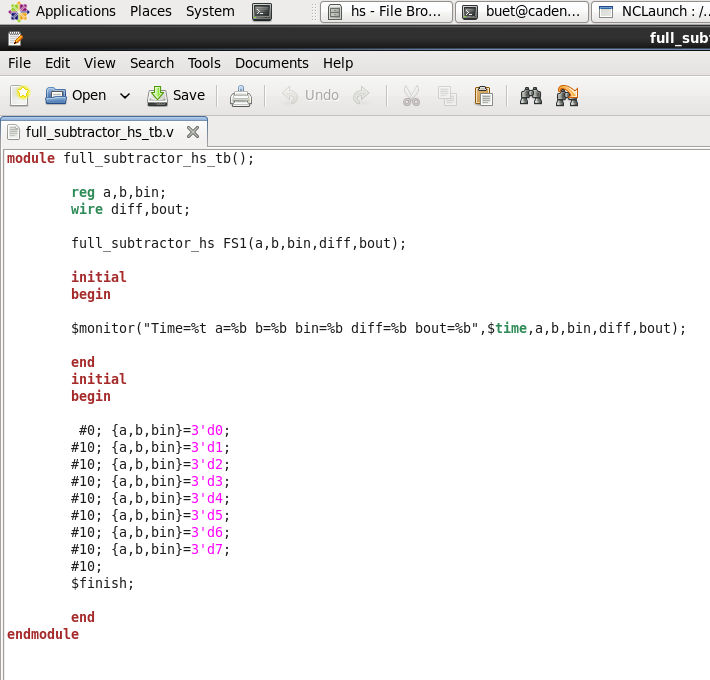 Applications Places System hs - File Bro... buet@caden... NCLaunch : /..
full_sub
File Edit View Search Tools Documents Help
Open Save Undo
full_subtractor_hs_tb.v
module full_subtractor_hs_tb();
reg a,b,bin;
wire diff,bout;
full_subtractor_hs FS1(a,b,bin,diff,bout);
initial
begin
$monitor("Time=%t a=%b b=%b bin=%b diff=%b bout=%b",$time,a,b,bin,diff,bout);
end
initial
begin
#0; {a,b,bin}=3'd0;
#10; {a,b,bin}=3'd1;
#10; {a,b,bin}=3'd2;
#10; {a,b,bin}=3'd3;
#10; {a,b,bin}=3'd4;
#10; {a,b,bin}=3'd5;
#10; {a,b,bin}=3'd6;
#10; {a,b,bin}=3'd7;
#10;
$finish;
end
endmodule